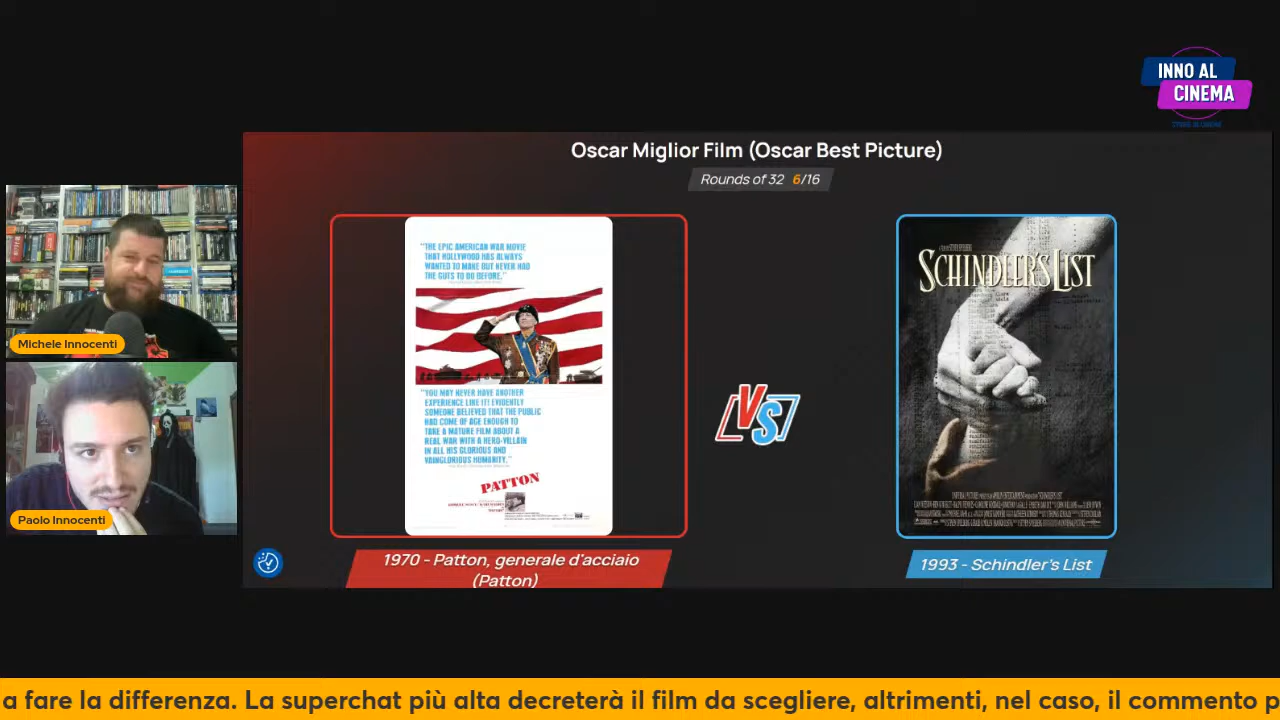 INNO AL
CINEMA
Oscar Miglior Film (Oscar Best Picture)
Rounds of 32 6/16
"THE EPIC AMERICAN WAR MOVIE
THAT HOLLYWOOD HAS ALWAYS
WANTED TO MAKE BUT NEVER HAD
THE GUTS TO DO BEFORE."
"YOU MAY NEVER HAVE ANOTHER
EXPERIENCE LIKE IT! EVIDENTLY
SOMEONE BELIEVED THAT THE PUBLIC
HAD COME OF AGE ENOUGH TO
TAKE A MATURE FILM ABOUT A
REAL WAR WITH A HERO-VILLAIN
IN ALL HIS GLORIOUS AND
VAINGLORIOUS HUMANITY."
PATTON
VS
SCHINDLER'S LIST
Michele Innocenti
Paolo Innocenti
1970 - Patton, generale d'acciaio
(Patton)
1993 - Schindler's List
a fare la differenza. La superchat più alta decreterà il film da scegliere, altrimenti, nel caso, il commento p